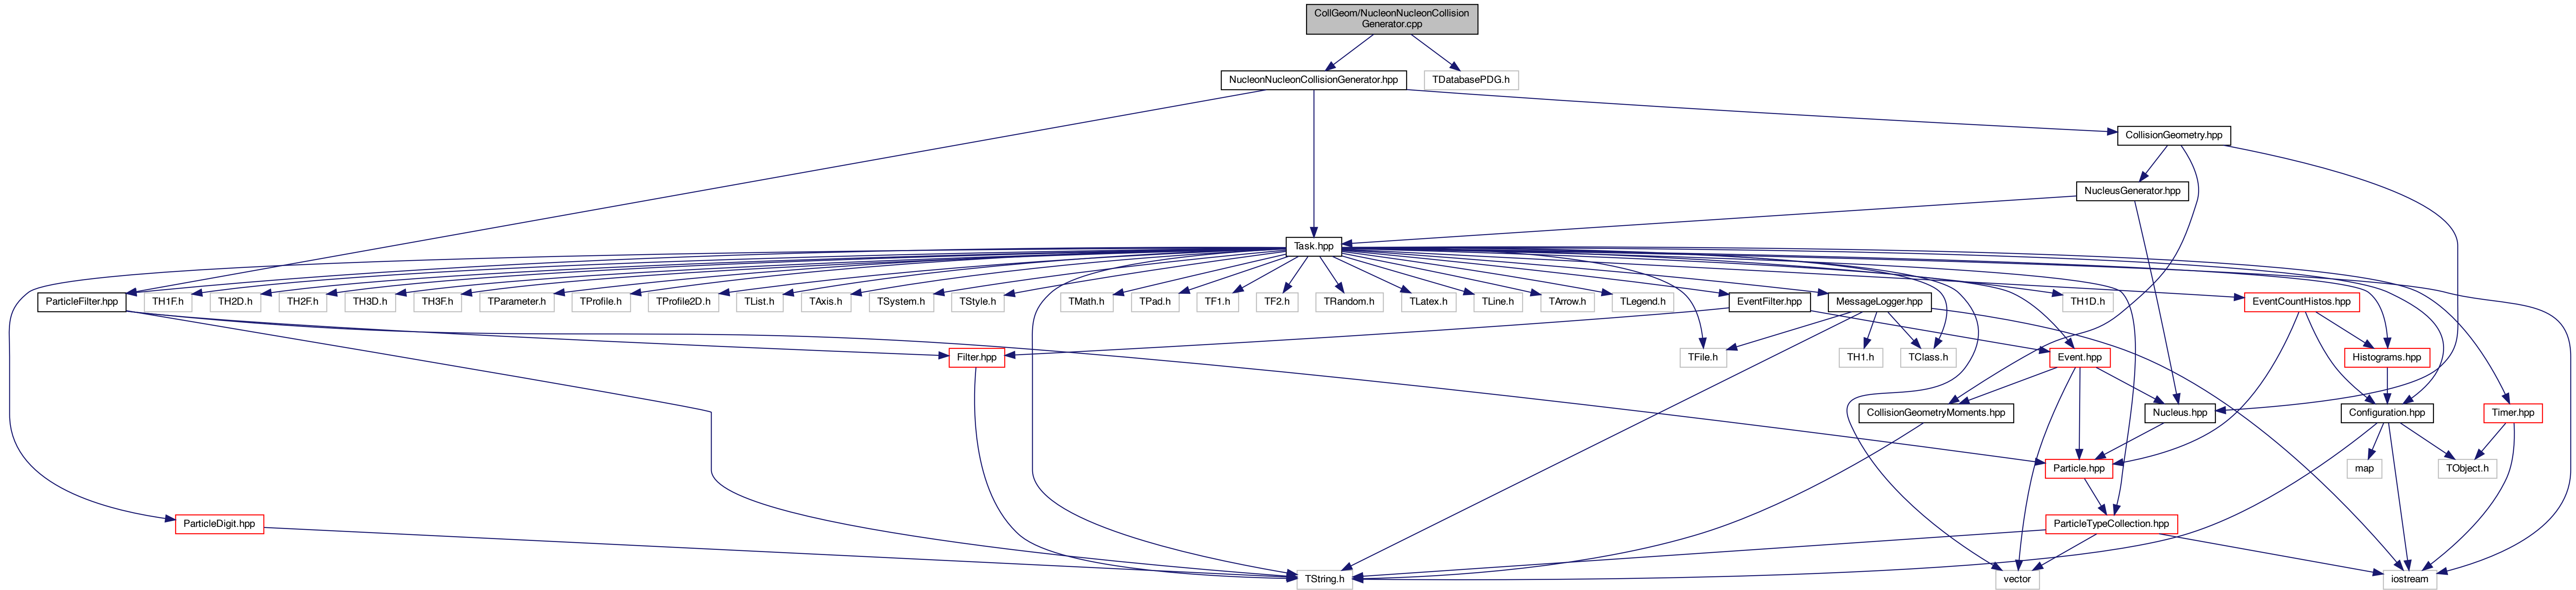 CollGeom/NucleonNucleonCollision
Generator.cpp
NucleonNucleonCollisionGenerator.hpp
TDatabasePDG.h
CollisionGeometry.hpp
NucleusGenerator.hpp
Task.hpp
ParticleFilter.hpp
TH1F.h
TH2D.h
TH2F.h
TH3D.h
TH3F.h
TParameter.h
TProfile.h
TProfile2D.h
TList.h
TAxis.h
TSystem.h
TStyle.h
TMath.h
TPad.h
TF1.h
TF2.h
TRandom.h
TLatex.h
TLine.h
TArrow.h
TLegend.h
EventFilter.hpp
MessageLogger.hpp
TH1D.h
EventCountHistos.hpp
Filter.hpp
TFile.h
TH1.h
TClass.h
Event.hpp
Histograms.hpp
CollisionGeometryMoments.hpp
Nucleus.hpp
Configuration.hpp
Timer.hpp
Particle.hpp
map
TObject.h
ParticleDigit.hpp
ParticleTypeCollection.hpp
TString.h
vector
iostream